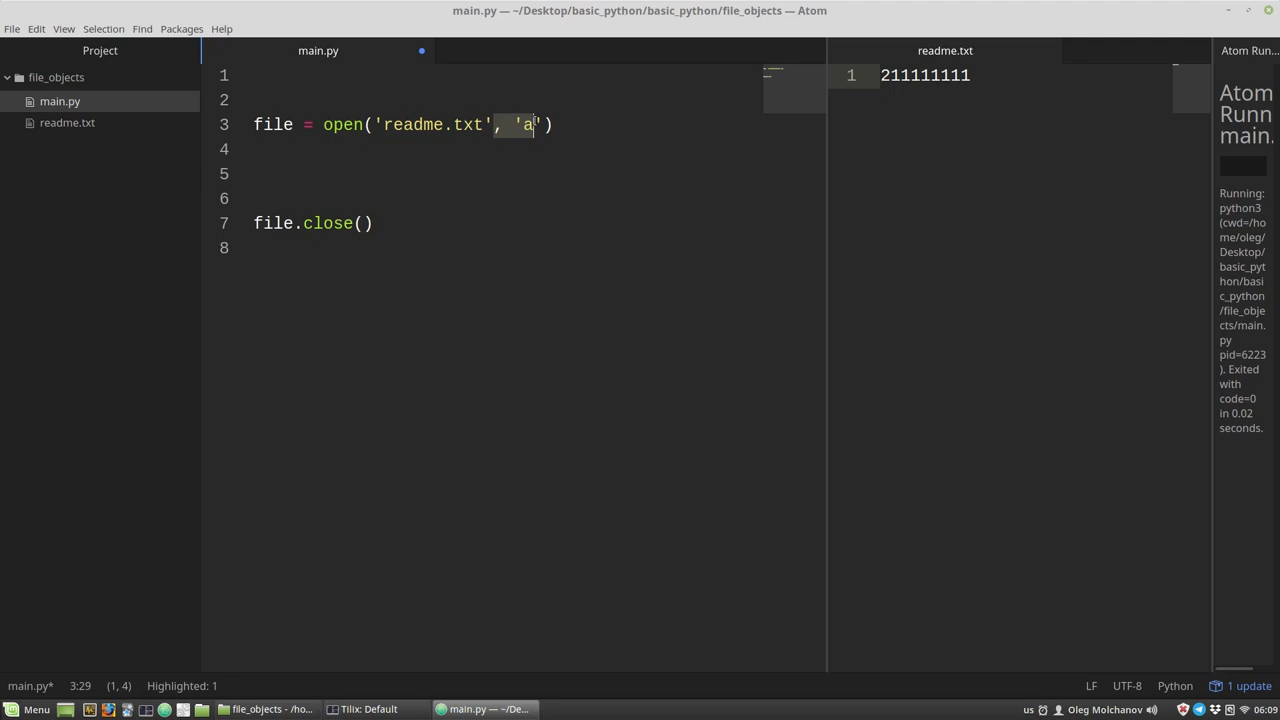 main.py — ~/Desktop/basic_python/basic_python/file_objects — Atom
File Edit View Selection Find Packages Help
Project
main.py
readme.txt
Atom Run...
file_objects
main.py
readme.txt
1
2
3 file = open('readme.txt', 'a')
4
5
6
7 file.close()
8
1 211111111
Atom
Runn
main.
Running:
python3
(cwd=/ho
me/oleg/
Desktop/
basic_pyt
hon/basi
c_python
/file_obje
cts/main.
py
pid=6223
). Exited
with
code=0
in 0.02
seconds.
main.py* 3:29 (1, 4) Highlighted: 1 LF UTF-8 Python 1 update
Menu file_objects - /ho... Tilix: Default main.py — ~/De... us Oleg Molchanov 06:09